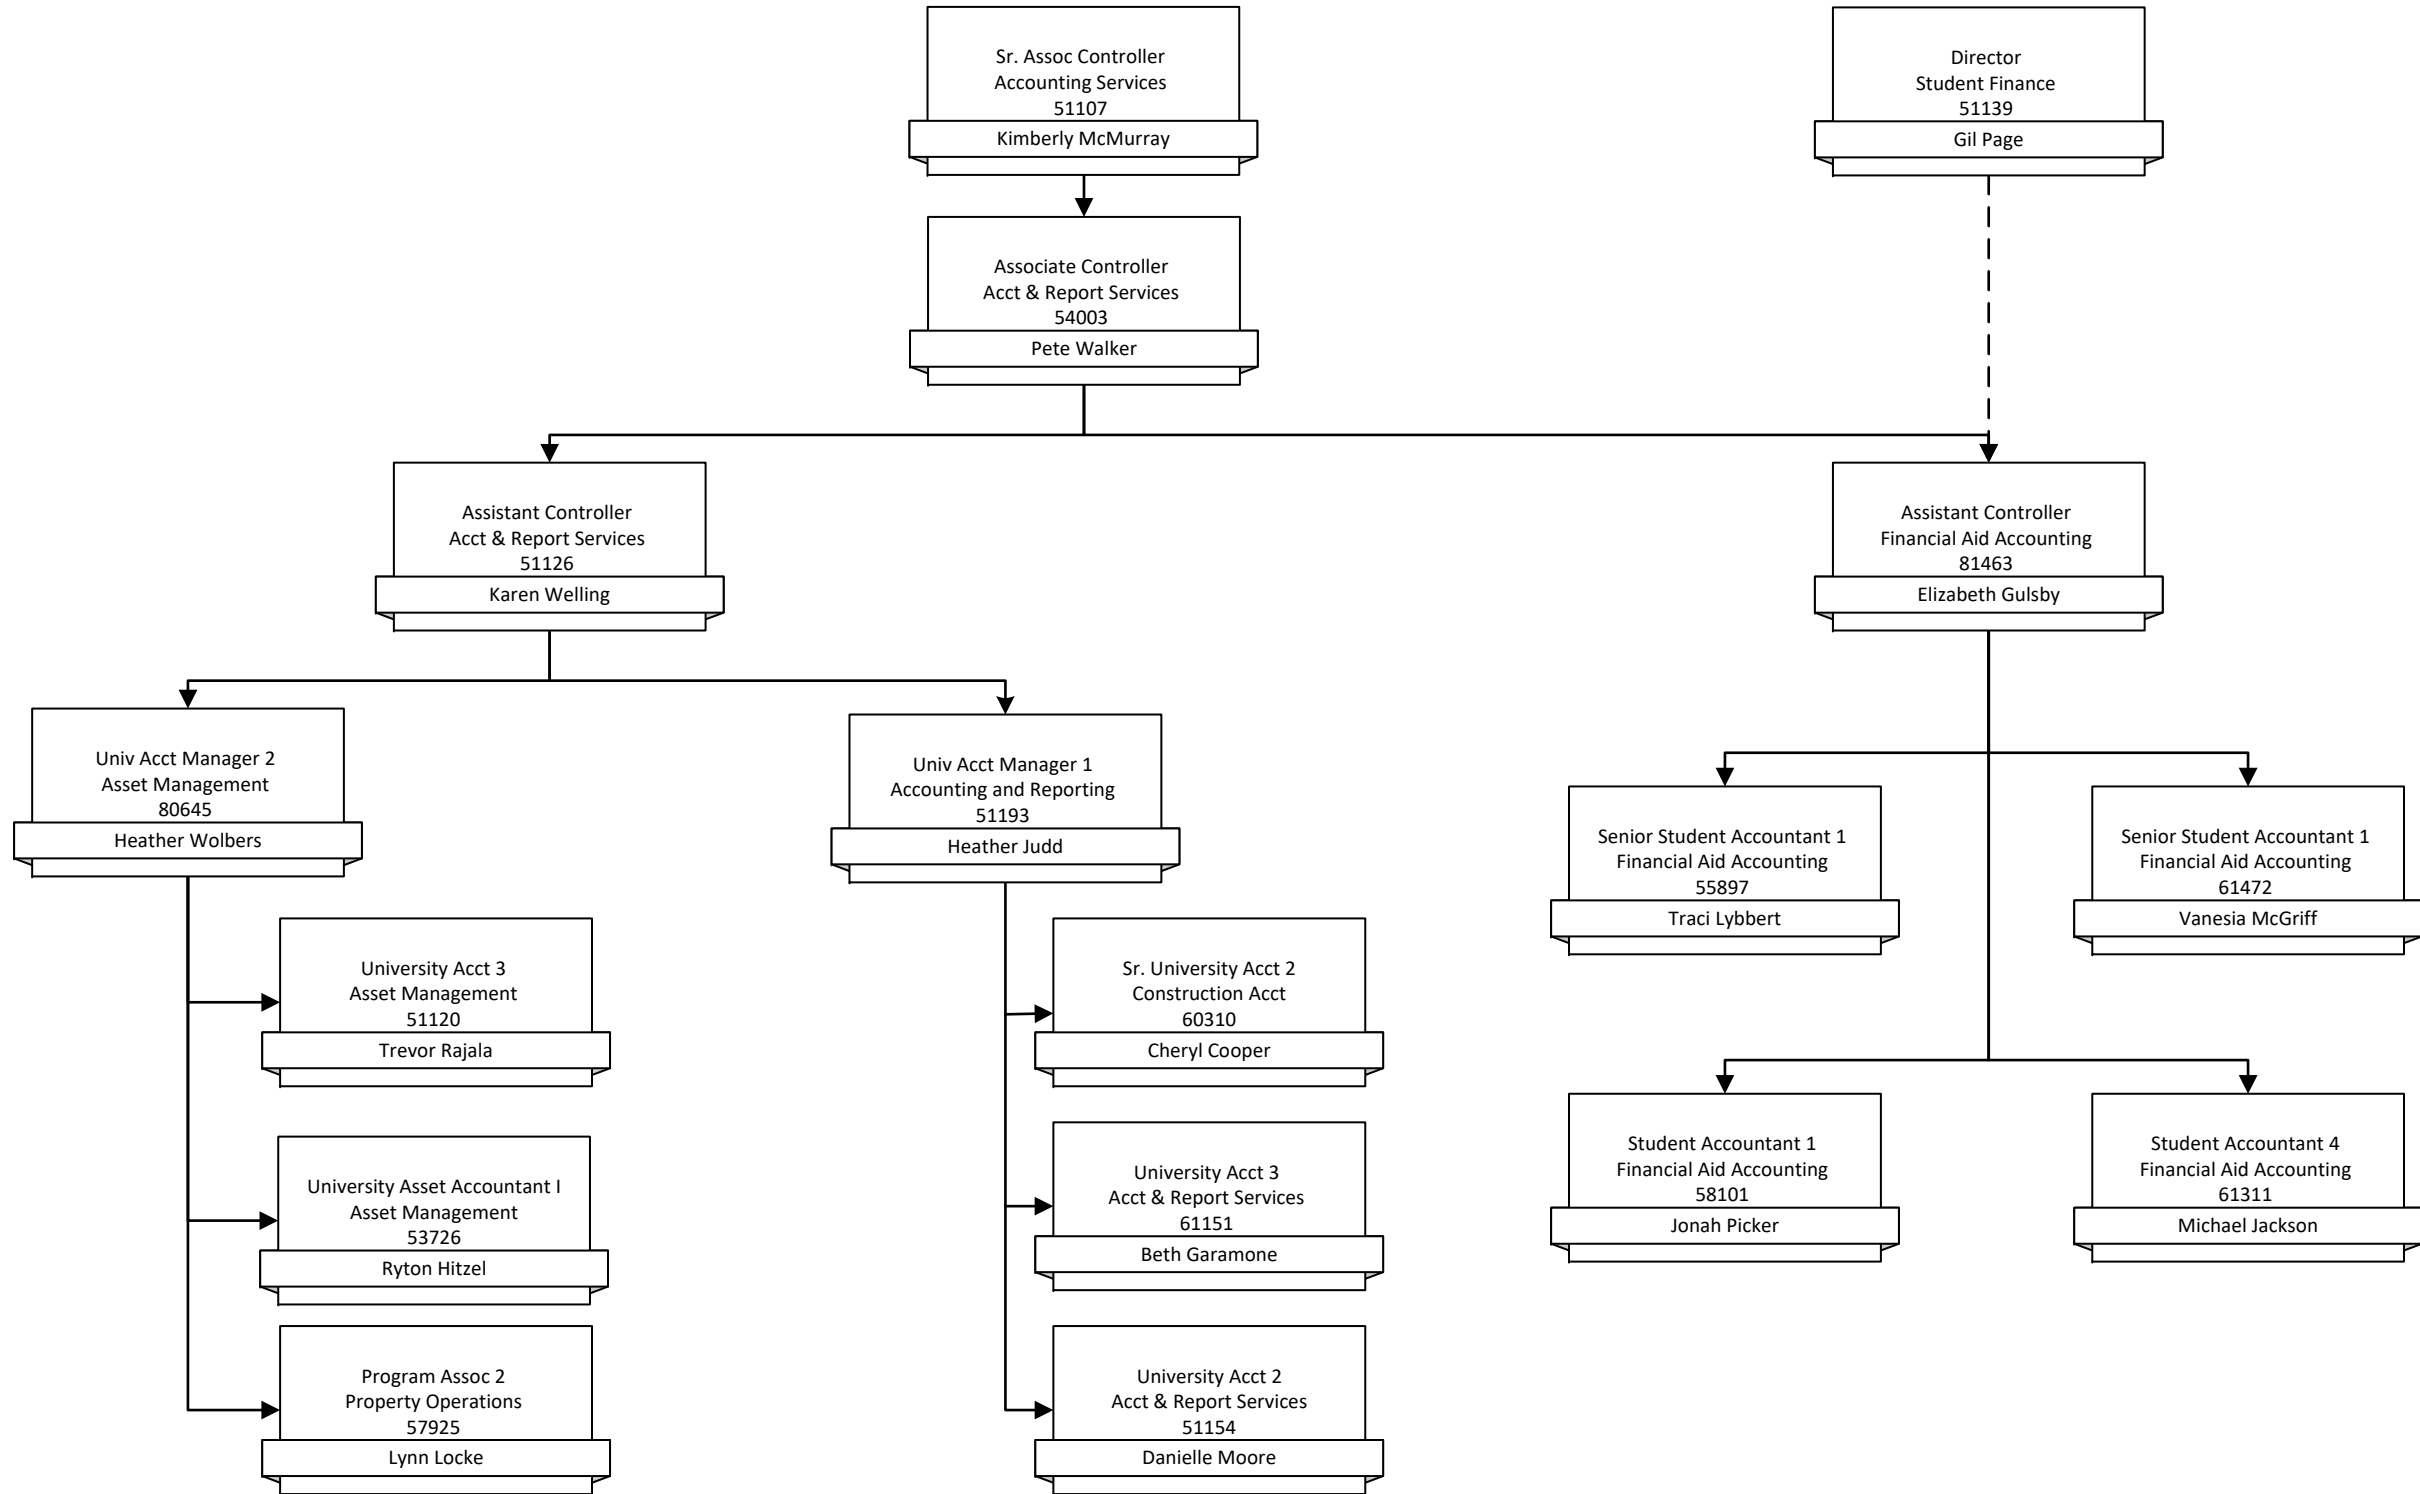 Sr. Assoc Controller
Accounting Services
51107
Kimberly McMurray
Director
Student Finance
51139
Gil Page
Associate Controller
Acct & Report Services
54003
Pete Walker
Assistant Controller
Acct & Report Services
51126
Karen Welling
Assistant Controller
Financial Aid Accounting
81463
Elizabeth Gulsby
Univ Acct Manager 2
Asset Management
80645
Heather Wolbers
Univ Acct Manager 1
Accounting and Reporting
51193
Heather Judd
Senior Student Accountant 1
Financial Aid Accounting
55897
Traci Lybbert
Senior Student Accountant 1
Financial Aid Accounting
61472
Vanesia McGriff
University Acct 3
Asset Management
51120
Trevor Rajala
Sr. University Acct 2
Construction Acct
60310
Cheryl Cooper
Student Accountant 1
Financial Aid Accounting
58101
Jonah Picker
Student Accountant 4
Financial Aid Accounting
61311
Michael Jackson
University Asset Accountant I
Asset Management
53726
Ryton Hitzel
University Acct 3
Acct & Report Services
61151
Beth Garamone
Program Assoc 2
Property Operations
57925
Lynn Locke
University Acct 2
Acct & Report Services
51154
Danielle Moore